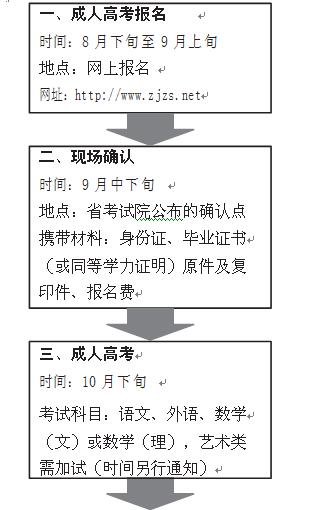 一、成人高考报名
时间：8月下旬至9月上旬
地点：网上报名
网址：http://www.zjzs.net
二、现场确认
时间：9月中下旬
地点：省考试院公布的确认点
携带材料：身份证、毕业证书
（或同等学力证明）原件及复
印件、报名费
三、成人高考
时间：10月下旬
考试科目：语文、外语、数学
（文）或数学（理），艺术类
需加试（时间另行通知）